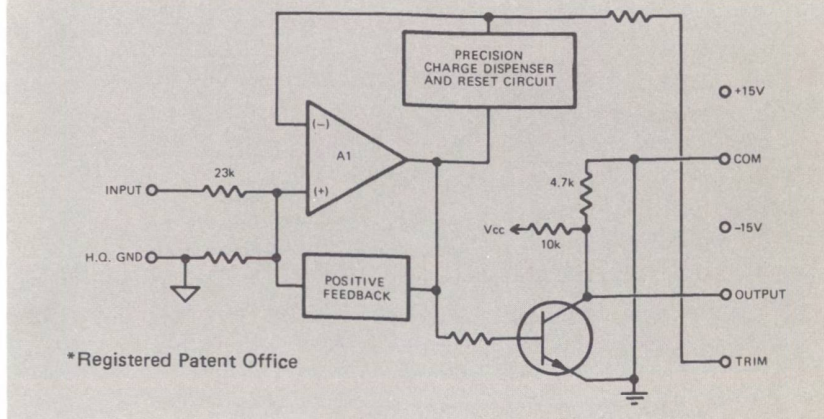 PRECISION
CHARGE DISPENSER
AND RESET CIRCUIT
+15V
(-)
A1
23k
COM
INPUT
(+)
4.7k
Vcc
-15V
10k
H.Q. GND
POSITIVE
FEEDBACK
OUTPUT
*Registered Patent Office
TRIM